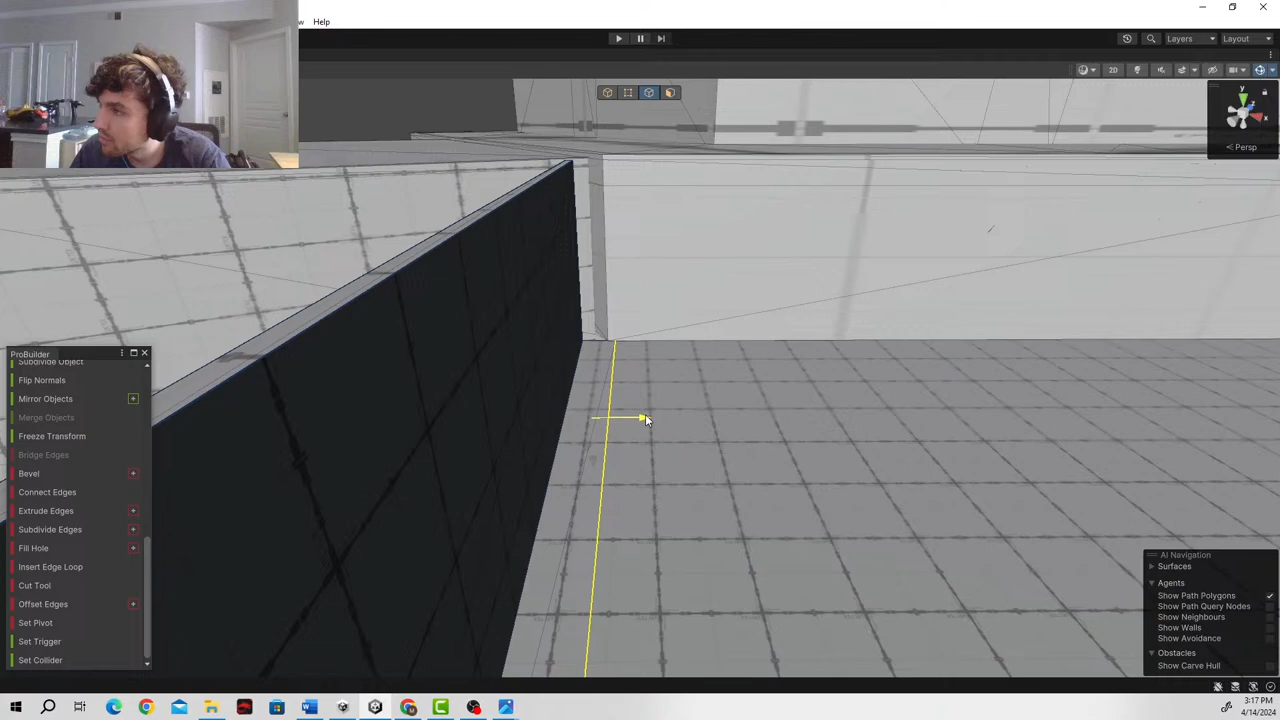 w Help
Layers
Layout
2D
x
Persp
ProBuilder
Subdivide Object
Flip Normals
Mirror Objects
Merge Objects
Freeze Transform
Bridge Edges
Bevel
Connect Edges
Extrude Edges
Subdivide Edges
Fill Hole
Insert Edge Loop
Cut Tool
Offset Edges
Set Pivot
Set Trigger
Set Collider
AI Navigation
Surfaces
Agents
Show Path Polygons
Show Path Query Nodes
Show Neighbours
Show Walls
Show Avoidance
Obstacles
Show Carve Hull
3:17 PM
4/14/2024